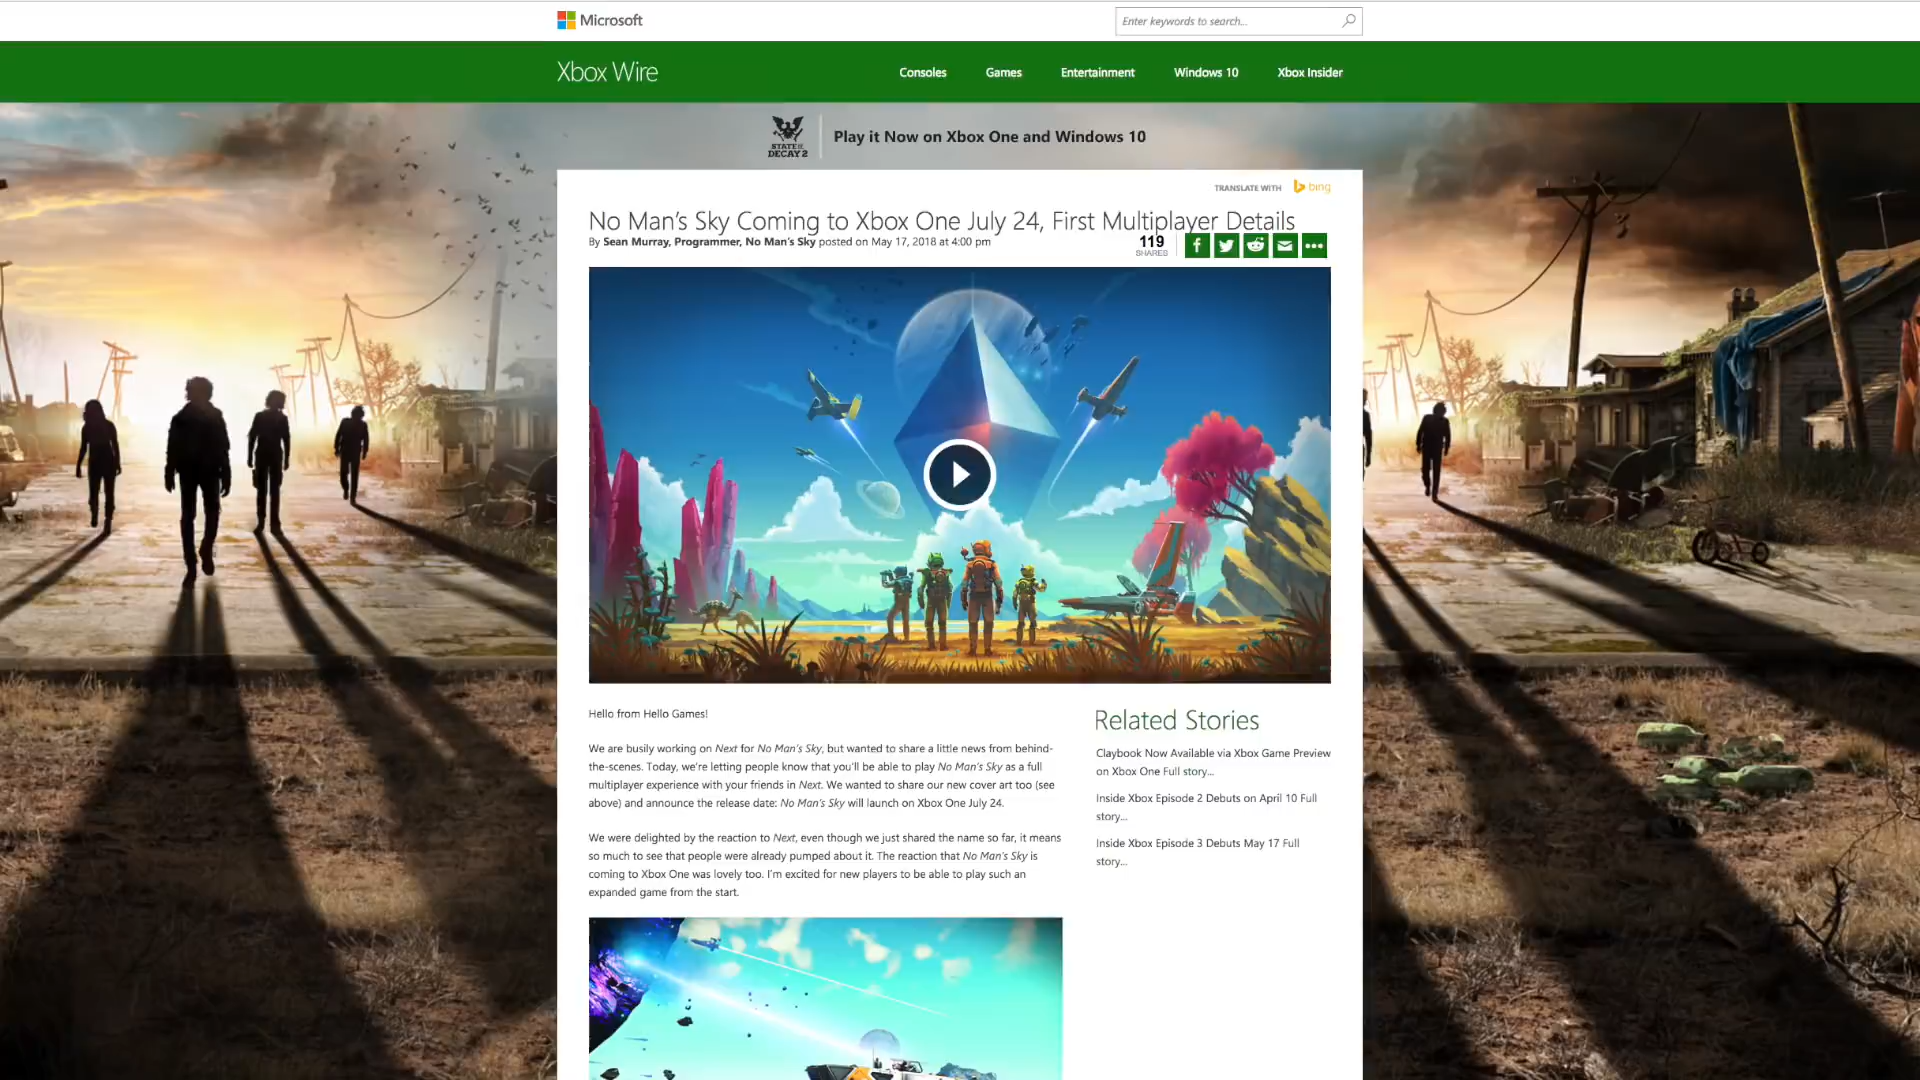 Microsoft
Enter keywords to search...
Xbox Wire
Consoles
Games
Entertainment
Windows 10
Xbox Insider
STATE OF
DECAY 2
Play it Now on Xbox One and Windows 10
TRANSLATE WITH
bing
No Man's Sky Coming to Xbox One July 24, First Multiplayer Details
By Sean Murray, Programmer, No Man's Sky posted on May 17, 2018 at 4:00 pm
119
SHARES
Hello from Hello Games!
We are busily working on Next for No Man's Sky, but wanted to share a little news from behind-
the-scenes. Today, we're letting people know that you'll be able to play No Man's Sky as a full
multiplayer experience with your friends in Next. We wanted to share our new cover art too (see
above) and announce the release date: No Man's Sky will launch on Xbox One July 24.
We were delighted by the reaction to Next, even though we just shared the name so far, it means
so much to see that people were already pumped about it. The reaction that No Man's Sky is
coming to Xbox One was lovely too. I'm excited for new players to be able to play such an
expanded game from the start.
Related Stories
Claybook Now Available via Xbox Game Preview
on Xbox One Full story...
Inside Xbox Episode 2 Debuts on April 10 Full
story...
Inside Xbox Episode 3 Debuts May 17 Full
story...